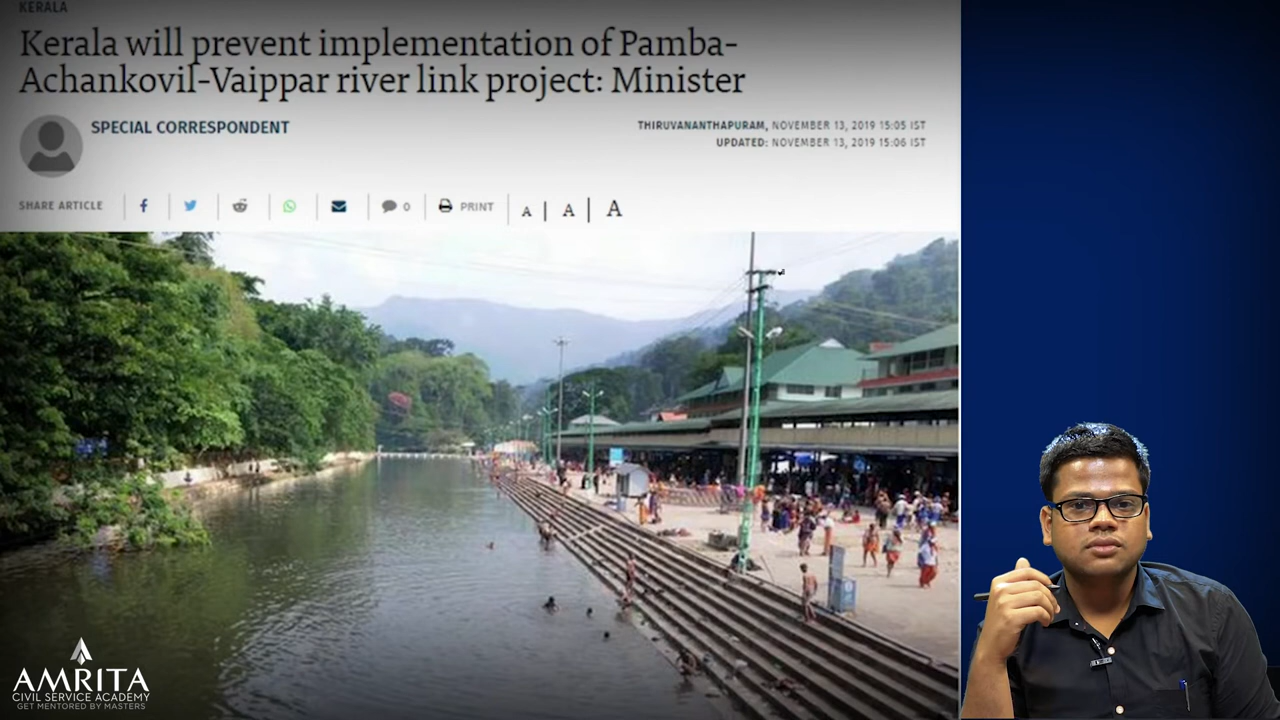 KERALA
Kerala will prevent implementation of Pamba-
Achankovil-Vaippar river link project: Minister
SPECIAL CORRESPONDENT
THIRUVANANTHAPURAM, NOVEMBER 13, 2019 15:05 IST
UPDATED: NOVEMBER 13, 2019 15:06 IST
SHARE ARTICLE 0 PRINT A A A
AMRITA
CIVIL SERVICE ACADEMY
GET MENTORED BY MASTERS